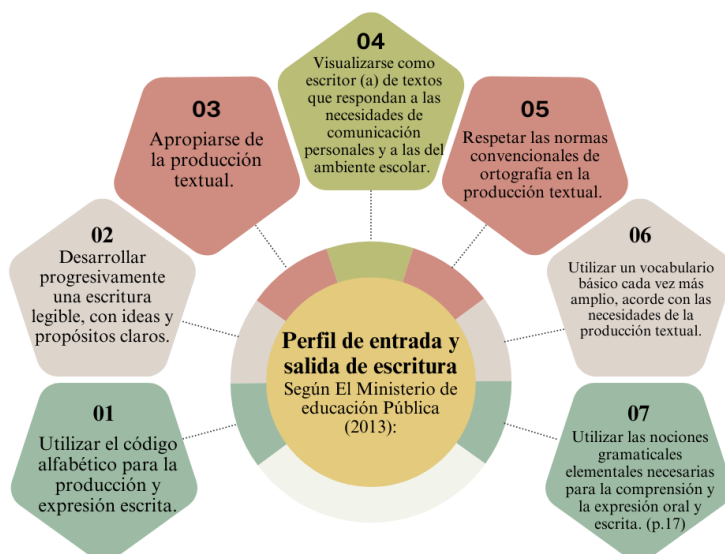 Perfil de entrada y
salida de escritura
Según El Ministerio de
educación Pública
(2013):
01
Utilizar el código
alfabético para la
producción y
expresión escrita.
02
Desarrollar
progresivamente
una escritura
legible, con ideas y
propósitos claros.
03
Apropiarse de
la producción
textual.
04
Visualizarse como
escritor (a) de textos
que respondan a las
necesidades de
comunicación
personales y a las del
ambiente escolar.
05
Respetar las normas
convencionales de
ortografía en la
producción textual.
06
Utilizar un vocabulario
básico cada vez más
amplio, acorde con las
necesidades de la
producción textual.
07
Utilizar las nociones
gramaticales
elementales necesarias
para la comprensión y
la expresión oral y
escrita. (p.17)